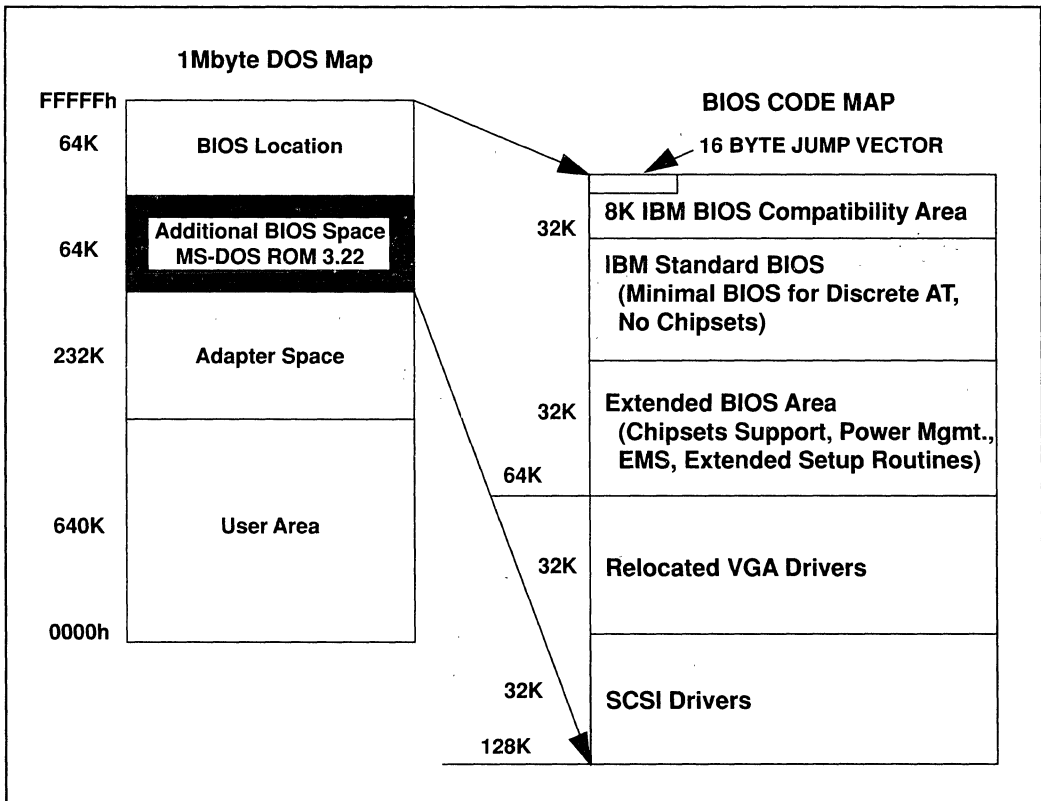 1Mbyte DOS Map
FFFFFh
64K
BIOS Location
64K
Additional BIOS Space
MS-DOS ROM 3.22
232K
Adapter Space
640K
User Area
0000h
BIOS CODE MAP
16 BYTE JUMP VECTOR
32K
8K IBM BIOS Compatibility Area
IBM Standard BIOS
(Minimal BIOS for Discrete AT,
No Chipsets)
32K
Extended BIOS Area
(Chipsets Support, Power Mgmt.,
EMS, Extended Setup Routines)
64K
32K
Relocated VGA Drivers
32K
SCSI Drivers
128K